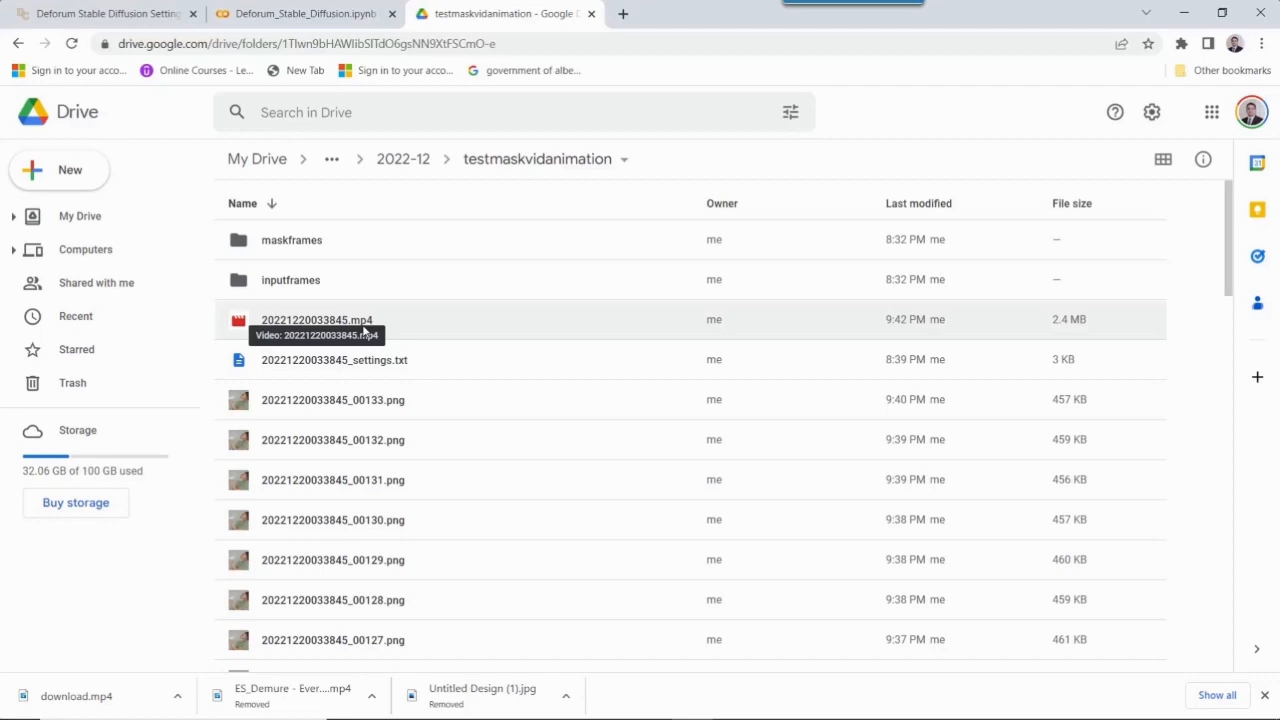 Deforum Stable Diffusion Setting
Deforum_Stable_Diffusion.ipynb
testmaskvidanimation - Google D
Sign in to your acco...
Online Courses - Le...
New Tab
Sign in to your acco...
government of albe...
Other bookmarks
Drive
Search in Drive
New
My Drive
•••
2022-12
testmaskvidanimation
My Drive
Computers
Shared with me
Recent
Starred
Trash
Storage
32.06 GB of 100 GB used
Buy storage
Name Owner Last modified File size
maskframes me 8:32 PM me —
inputframes me 8:32 PM me —
20221220033845.mp4 me 9:42 PM me 2.4 MB
Video: 20221220033845.mp4
20221220033845_settings.txt me 8:39 PM me 3 KB
20221220033845_00133.png me 9:40 PM me 457 KB
20221220033845_00132.png me 9:39 PM me 459 KB
20221220033845_00131.png me 9:39 PM me 456 KB
20221220033845_00130.png me 9:38 PM me 457 KB
20221220033845_00129.png me 9:38 PM me 460 KB
20221220033845_00128.png me 9:38 PM me 459 KB
20221220033845_00127.png me 9:37 PM me 461 KB
31
download.mp4
ES_Demure - Ever....mp4
Removed
Untitled Design (1).jpg
Removed
Show all